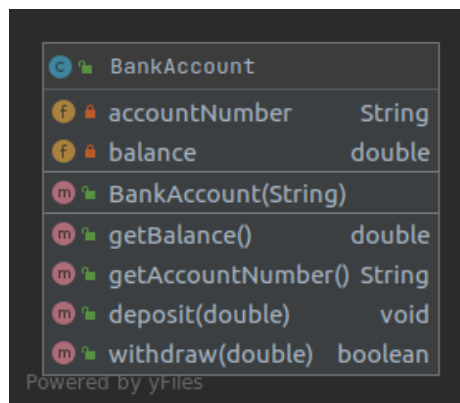 BankAccount
accountNumber String
balance double
BankAccount(String)
getBalance() double
getAccountNumber() String
deposit(double) void
withdraw(double) boolean
Powered by yFiles